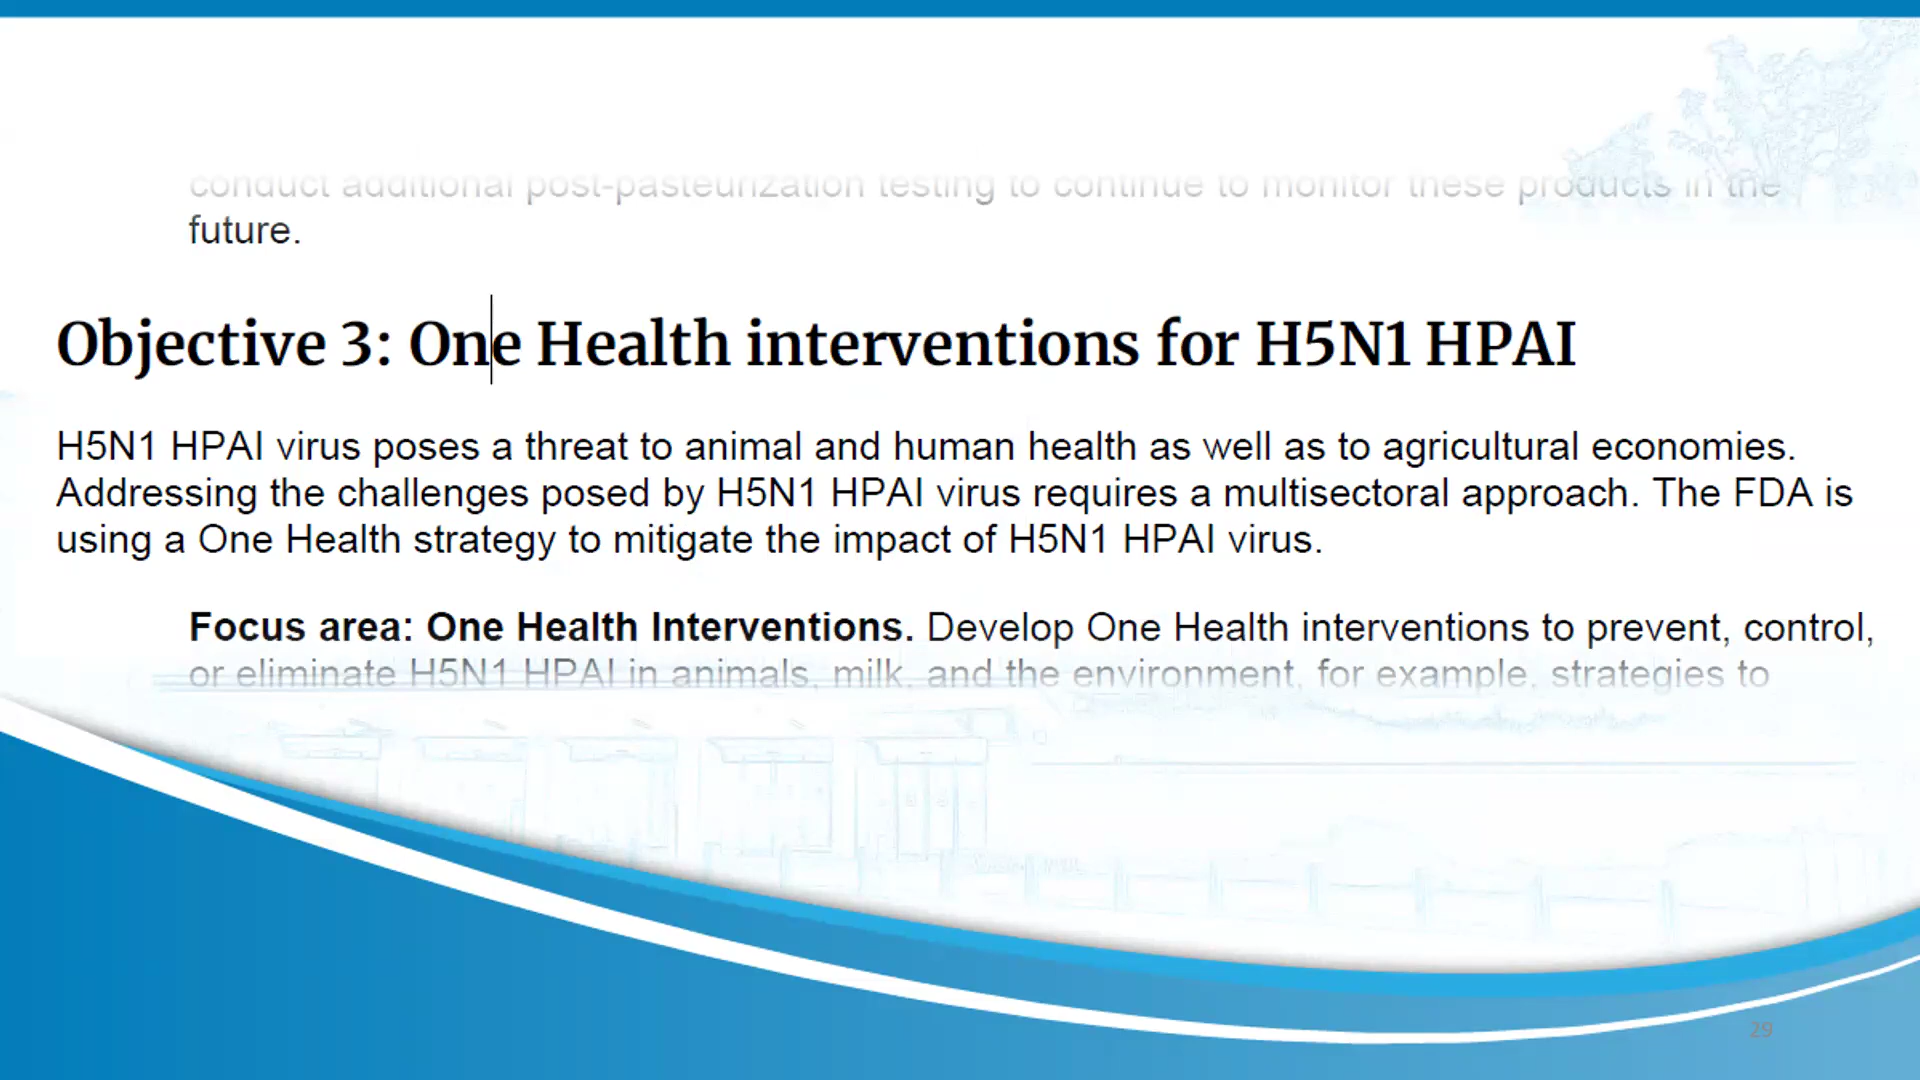 conduct additional post-pasteurization testing to continue to monitor these products in the
future.
Objective 3: One Health interventions for H5N1 HPAI
H5N1 HPAI virus poses a threat to animal and human health as well as to agricultural economies.
Addressing the challenges posed by H5N1 HPAI virus requires a multisectoral approach. The FDA is
using a One Health strategy to mitigate the impact of H5N1 HPAI virus.
Focus area: One Health Interventions. Develop One Health interventions to prevent, control,
or eliminate H5N1 HPAI in animals, milk, and the environment, for example, strategies to
29